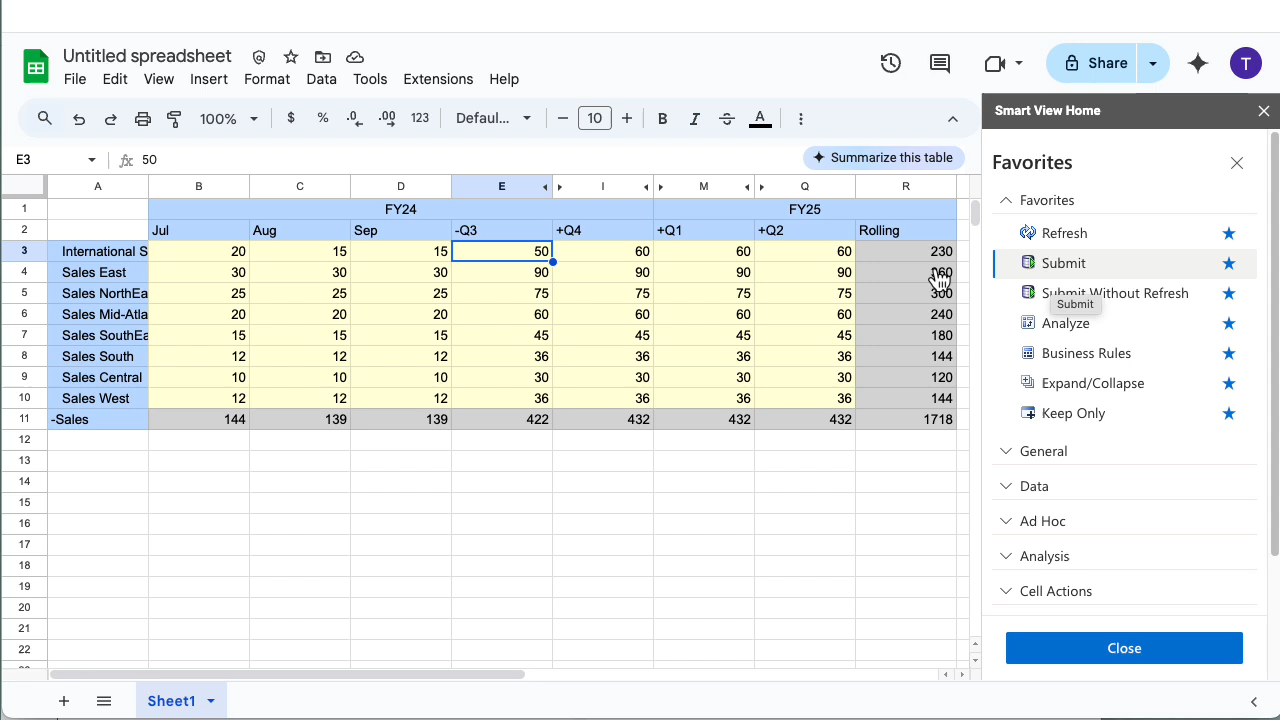 Untitled spreadsheet
File Edit View Insert Format Data Tools Extensions Help
Share
T
100% $ % .0 .00 123 Defaul... 10 B I S A
E3 fx 50
Summarize this table
A B C D E I M Q R
1 FY24 FY25
2 Jul Aug Sep -Q3 +Q4 +Q1 +Q2 Rolling
3 International S 20 15 15 50 60 60 60 230
4 Sales East 30 30 30 90 90 90 90
5 Sales NorthEa 25 25 25 75 75 75 75 300
6 Sales Mid-Atla 20 20 20 60 60 60 60 240
7 Sales SouthEa 15 15 15 45 45 45 45 180
8 Sales South 12 12 12 36 36 36 36 144
9 Sales Central 10 10 10 30 30 30 30 120
10 Sales West 12 12 12 36 36 36 36 144
11 -Sales 144 139 139 422 432 432 432 1718
12
13
14
15
16
17
18
19
20
21
22
Sheet1
Smart View Home
Favorites
Favorites
Refresh
Submit
Submit Without Refresh
Submit
Analyze
Business Rules
Expand/Collapse
Keep Only
General
Data
Ad Hoc
Analysis
Cell Actions
Close